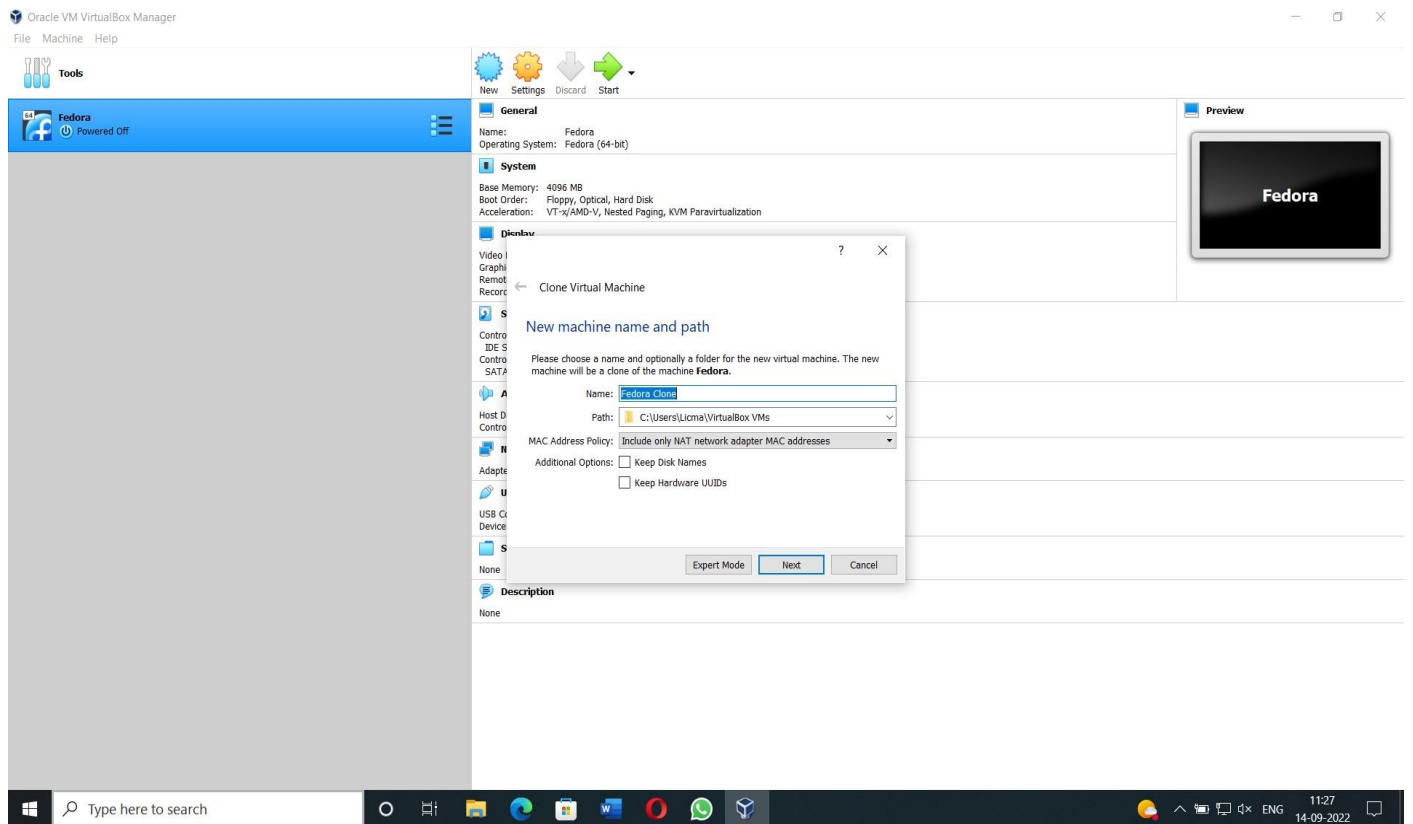 Oracle VM VirtualBox Manager
File Machine Help
Tools
New Settings Discard Start
64 Fedora
Powered Off
General
Name: Fedora
Operating System: Fedora (64-bit)
System
Base Memory: 4096 MB
Boot Order: Floppy, Optical, Hard Disk
Acceleration: VT-x/AMD-V, Nested Paging, KVM Paravirtualization
Display
Video
Graphi
Remot
Record
S
Contro
IDE S
Contro
SATA
A
Host D
Contro
N
Adapte
U
USB Co
Device
S
None
Description
None
Preview
Fedora
?
Clone Virtual Machine
New machine name and path
Please choose a name and optionally a folder for the new virtual machine. The new
machine will be a clone of the machine Fedora.
Name: Fedora Clone
Path: C:\Users\Licma\VirtualBox VMs
MAC Address Policy: Include only NAT network adapter MAC addresses
Additional Options: Keep Disk Names
Keep Hardware UUIDs
Expert Mode Next Cancel
Type here to search
ENG
11:27
14-09-2022